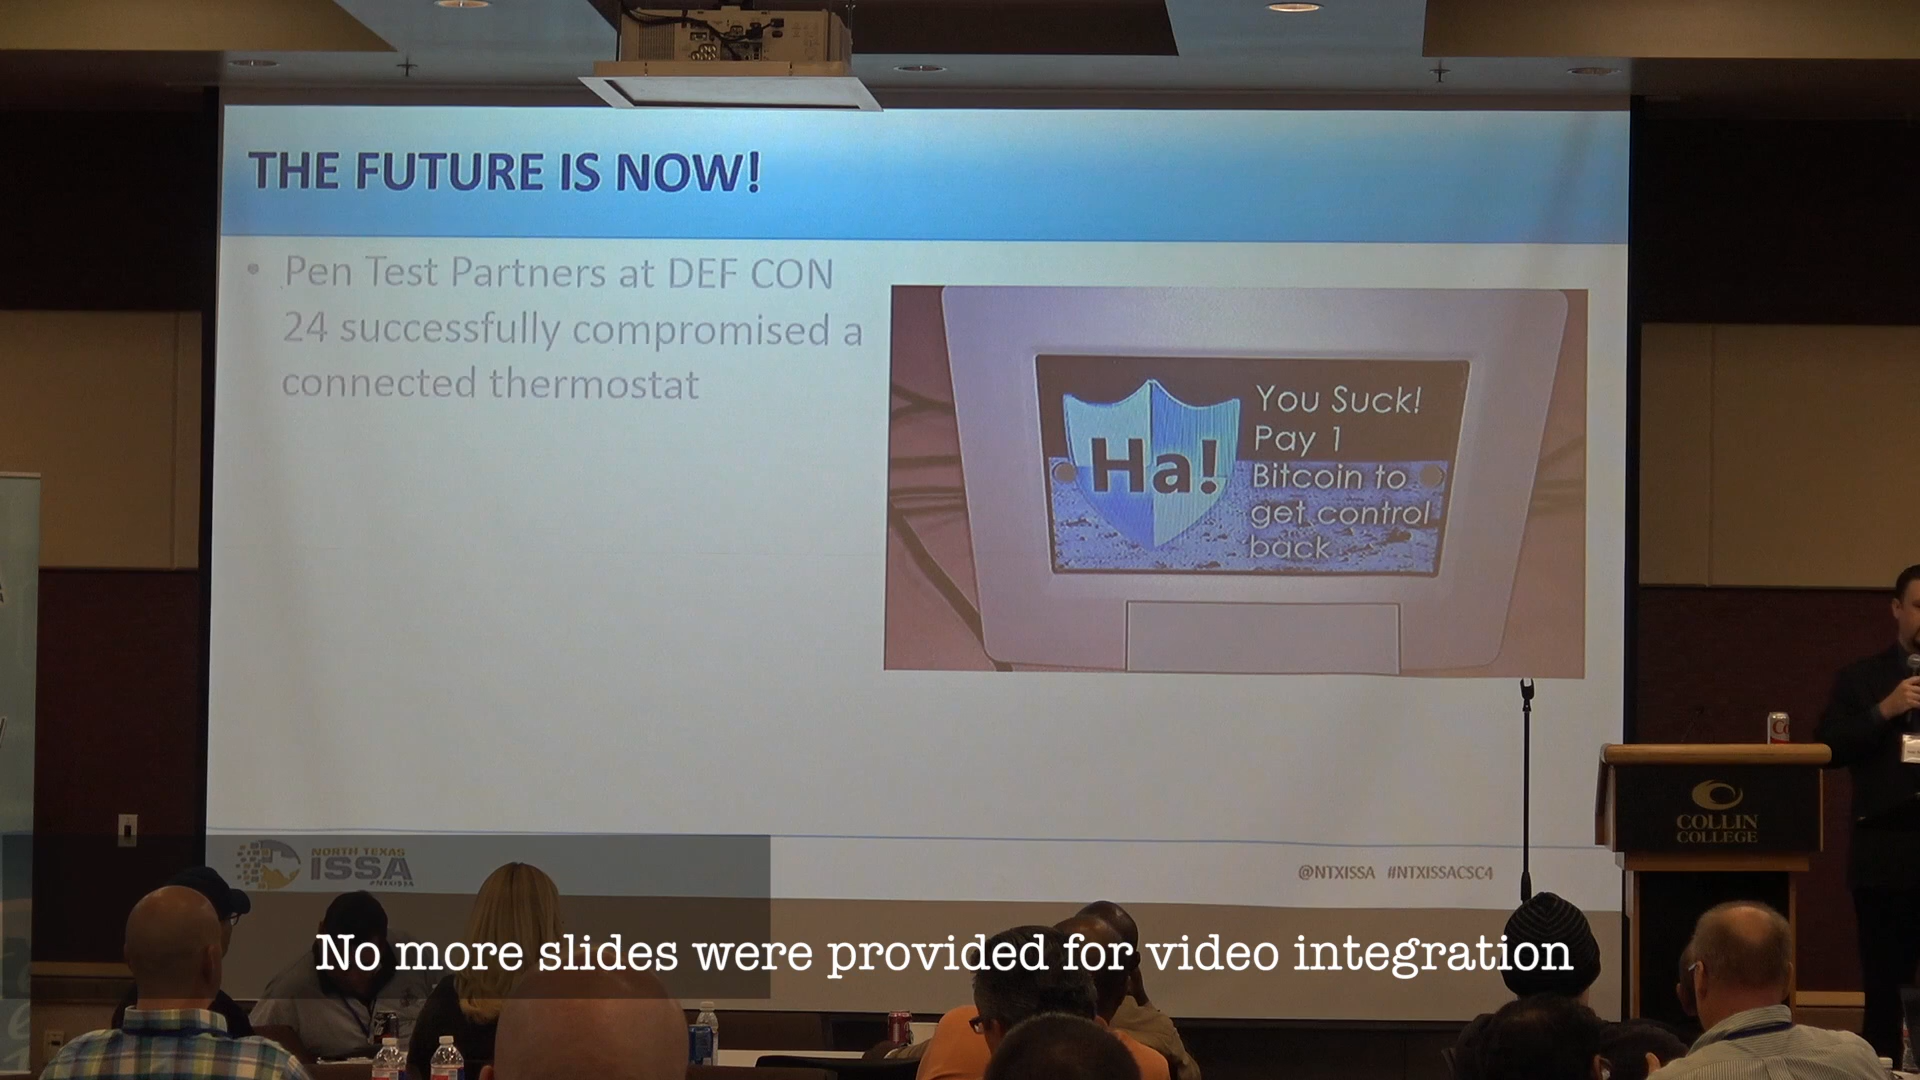 THE FUTURE IS NOW!
• Pen Test Partners at DEF CON
24 successfully compromised a
connected thermostat
Ha!
You Suck!
Pay 1
Bitcoin to
get control
back
COLLIN
COLLEGE
NORTH TEXAS
ISSA
#NTXISSA
@NTXISSA #NTXISSACSC4
No more slides were provided for video integration